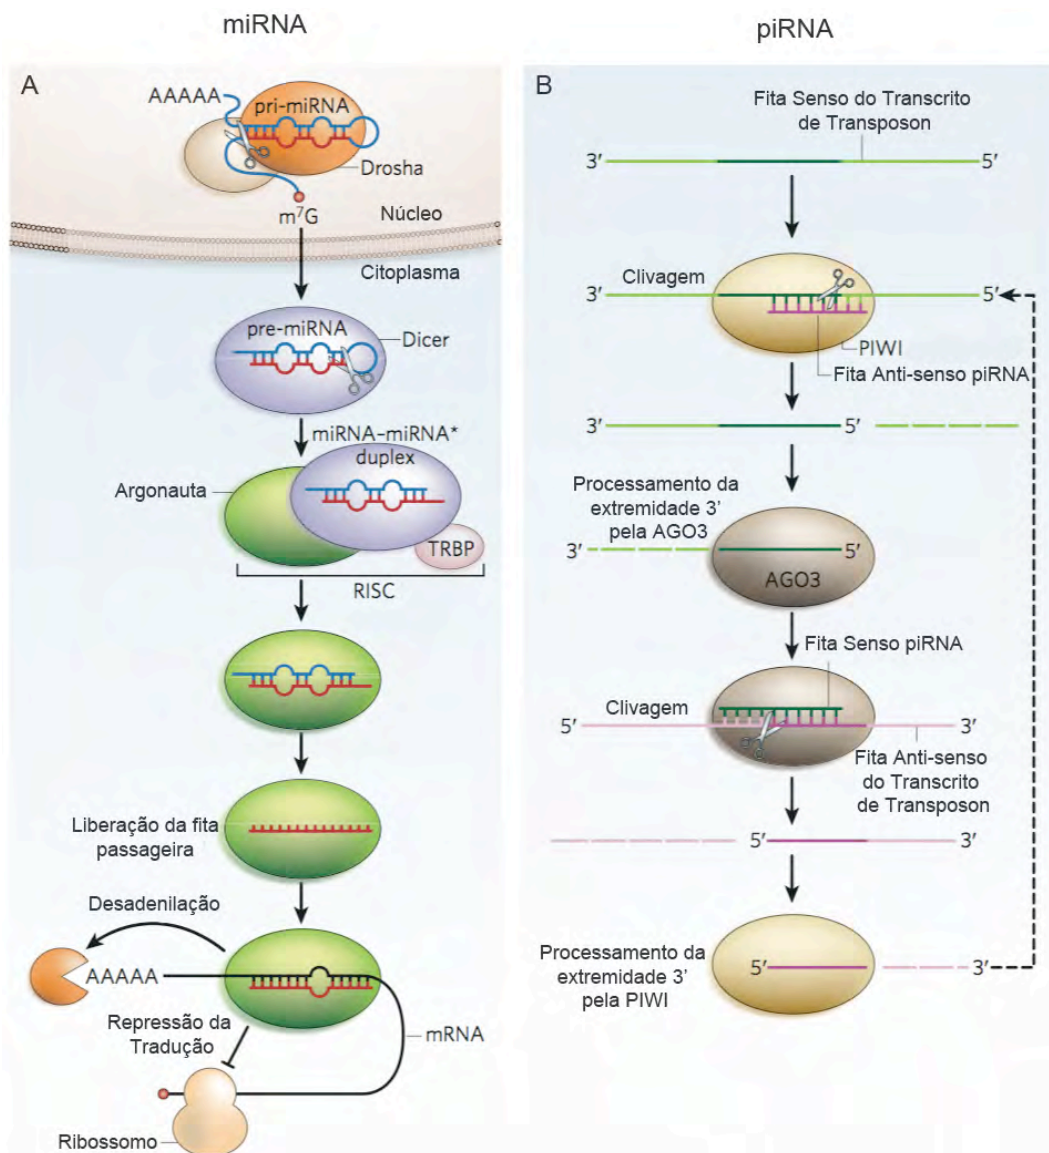 miRNA
A
AAAAA
pri-miRNA
Drosha
m⁷G
Núcleo
Citoplasma
pre-miRNA
Dicer
miRNA–miRNA*
duplex
Argonauta
TRBP
RISC
Liberação da fita
passageira
Desadenilação
AAAAA
Repressão da
Tradução
mRNA
Ribossomo
piRNA
B
Fita Senso do Transcrito
de Transposon
3′
5′
Clivagem
3′
5′
PIWI
Fita Anti-senso piRNA
3′
5′
Processamento da
extremidade 3'
pela AGO3
3′
5′
AGO3
Fita Senso piRNA
Clivagem
5′
3′
Fita Anti-senso
do Transcrito
de Transposon
5′
3′
Processamento da
extremidade 3'
pela PIWI
5′
3′